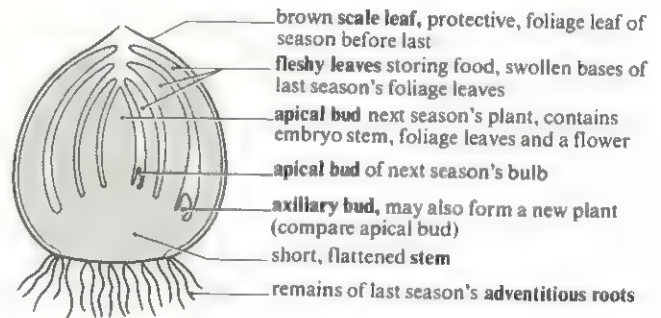 brown scale leaf, protective, foliage leaf of
season before last
fleshy leaves storing food, swollen bases of
last season's foliage leaves
apical bud next season's plant, contains
embryo stem, foliage leaves and a flower
apical bud of next season's bulb
axillary bud, may also form a new plant
(compare apical bud)
short, flattened stem
remains of last season's adventitious roots